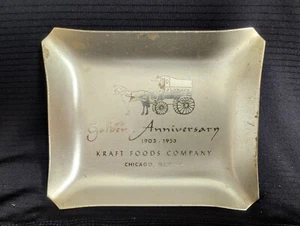 Golden Anniversary
1903 - 1953
KRAFT FOODS COMPANY
CHICAGO,